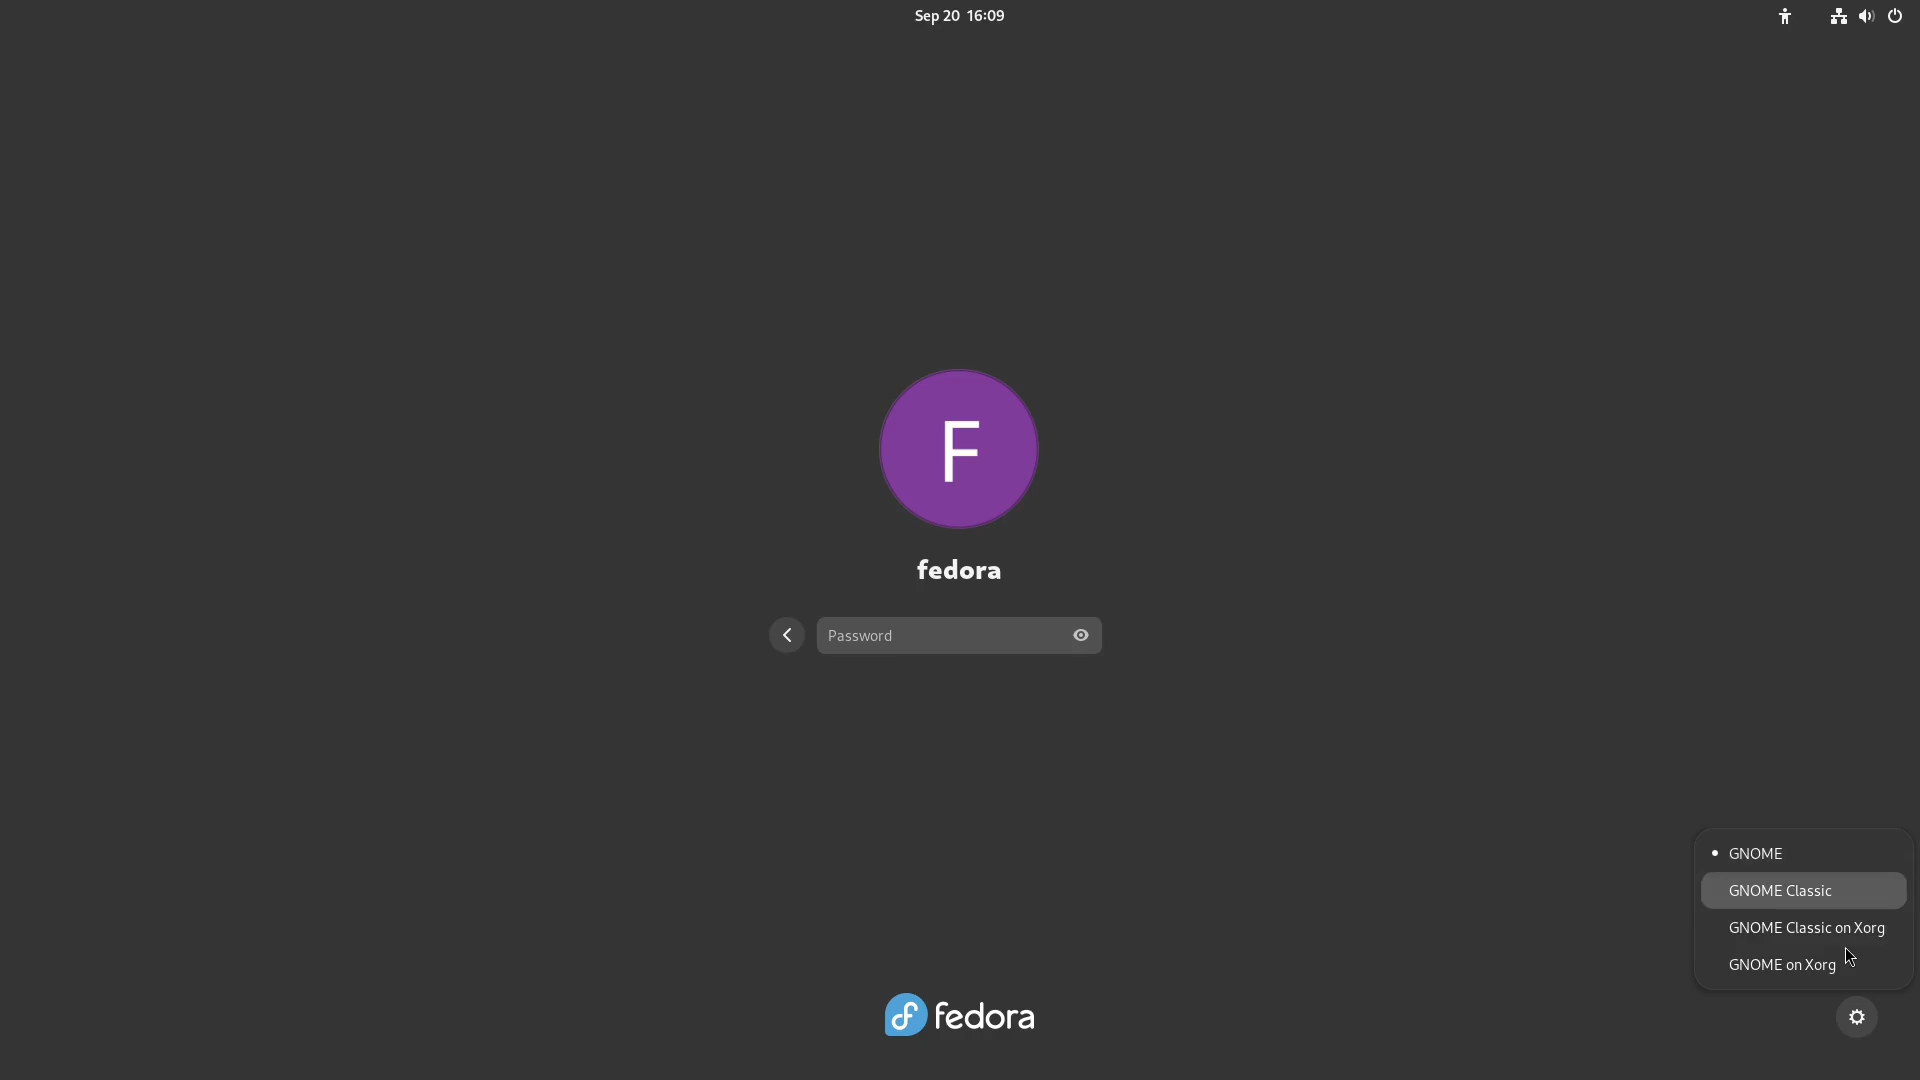 Sep 20 16:09
F
fedora
Password
GNOME
GNOME Classic
GNOME Classic on Xorg
GNOME on Xorg
fedora